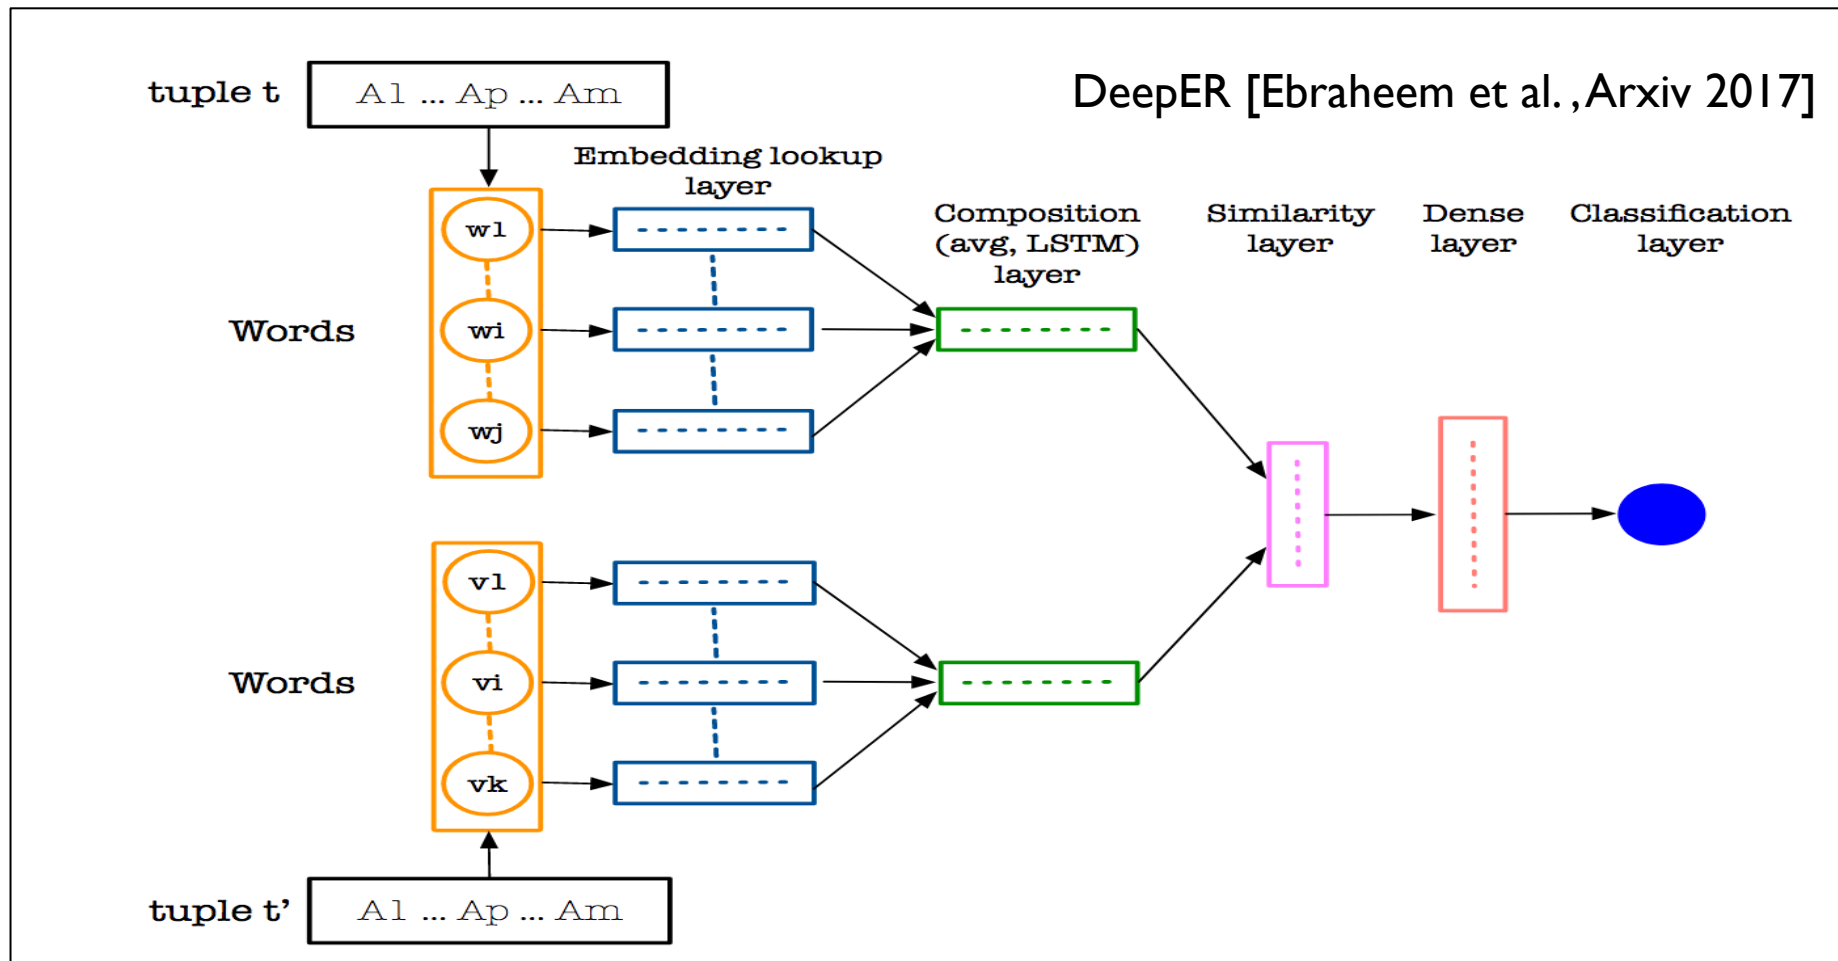 DeepER [Ebraheem et al. , Arxiv 2017]
tuple t
A1 ... Ap ... Am
Embedding lookup
layer
Composition
(avg, LSTM)
layer
Similarity
layer
Dense
layer
Classification
layer
Words
w1
wi
wj
Words
v1
vi
vk
tuple t’
A1 ... Ap ... Am